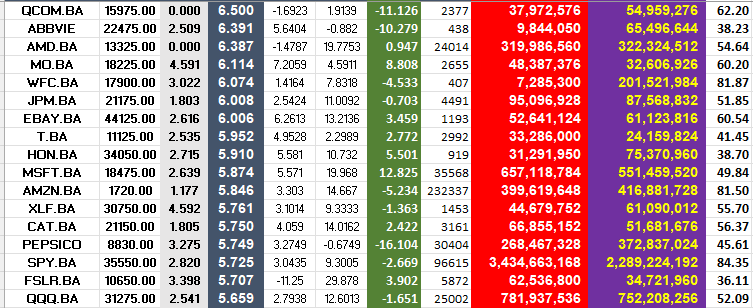 QCOM.BA 15975.00 0.000 6.500 -1.6923 1.9139 -11.126 2377 37,972,576 54,959,276 62.20
ABBVIE 22475.00 2.509 6.391 5.6404 -0.882 -10.279 209 9,844,050 65,496,644 38.23
AMD.BA 13325.00 0.000 6.387 -1.4787 19.7753 0.947 24014 319,986,560 322,324,512 54.64
MO.BA 18225.00 4.591 6.114 7.2059 4.5911 8.808 2655 48,387,376 32,606,926 60.20
WFC.BA 17900.00 3.022 6.074 1.4164 7.8318 -4.533 407 7,285,300 201,521,984 81.87
JPM.BA 21175.00 1.803 6.008 2.5424 11.0092 -0.703 4491 95,096,928 87,568,832 51.85
EBAY.BA 44125.00 2.616 6.006 6.2613 13.2136 3.459 1193 52,641,124 61,123,816 60.54
T.BA 11125.00 2.535 5.952 4.9528 2.2989 2.772 2992 33,286,000 24,159,824 41.45
HON.BA 34050.00 2.715 5.910 5.581 10.732 5.501 919 31,291,950 75,370,960 38.70
MSFT.BA 18475.00 2.639 5.874 5.571 19.968 12.825 35568 657,118,784 551,459,520 49.84
AMZN.BA 1720.00 1.177 5.846 3.303 14.667 -5.234 232337 399,619,648 416,881,728 81.50
XLF.BA 30750.00 4.592 5.761 3.1014 9.3333 -1.363 1453 44,679,752 61,090,012 55.70
CAT.BA 21150.00 1.805 5.750 4.059 14.0162 2.422 3161 66,855,152 51,681,676 56.37
PEPSICO 8830.00 3.275 5.749 3.2749 -0.6749 -16.104 30404 268,467,328 372,837,024 45.61
SPY.BA 35550.00 2.820 5.725 3.0435 9.3005 -2.669 96615 3,434,663,168 2,289,224,192 84.35
FSLR.BA 10650.00 3.398 5.707 -11.25 29.878 3.902 5872 62,536,800 34,721,960 36.11
QQQ.BA 31275.00 2.541 5.659 2.7938 12.6013 -1.651 25002 781,937,536 752,208,256 52.07